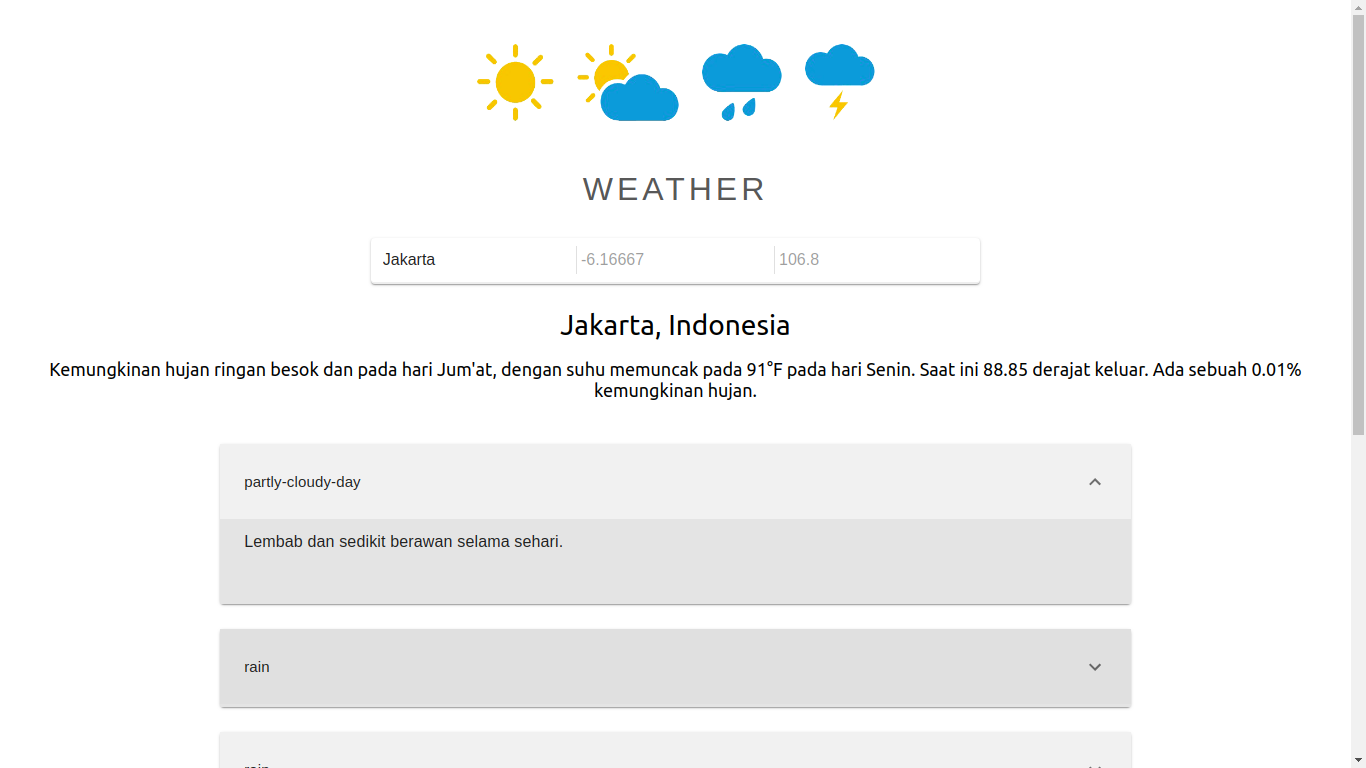 WEATHER
Jakarta -6.16667 106.8
Jakarta, Indonesia
Kemungkinan hujan ringan besok dan pada hari Jum'at, dengan suhu memuncak pada 91°F pada hari Senin. Saat ini 88.85 derajat keluar. Ada sebuah 0.01%
kemungkinan hujan.
partly-cloudy-day
Lembab dan sedikit berawan selama sehari.
rain